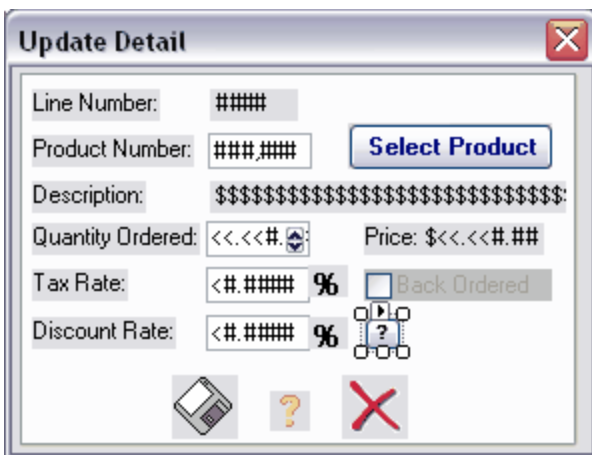 Update Detail
Line Number: #####
Product Number: ###,#### Select Product
Description: $$$$$$$$$$$$$$$$$$$$$$$$$$$$$$
Quantity Ordered: <<.<<#. Price: $<<.<<#.##
Tax Rate: <#.##### % Back Ordered
Discount Rate: <#.##### % ?
?